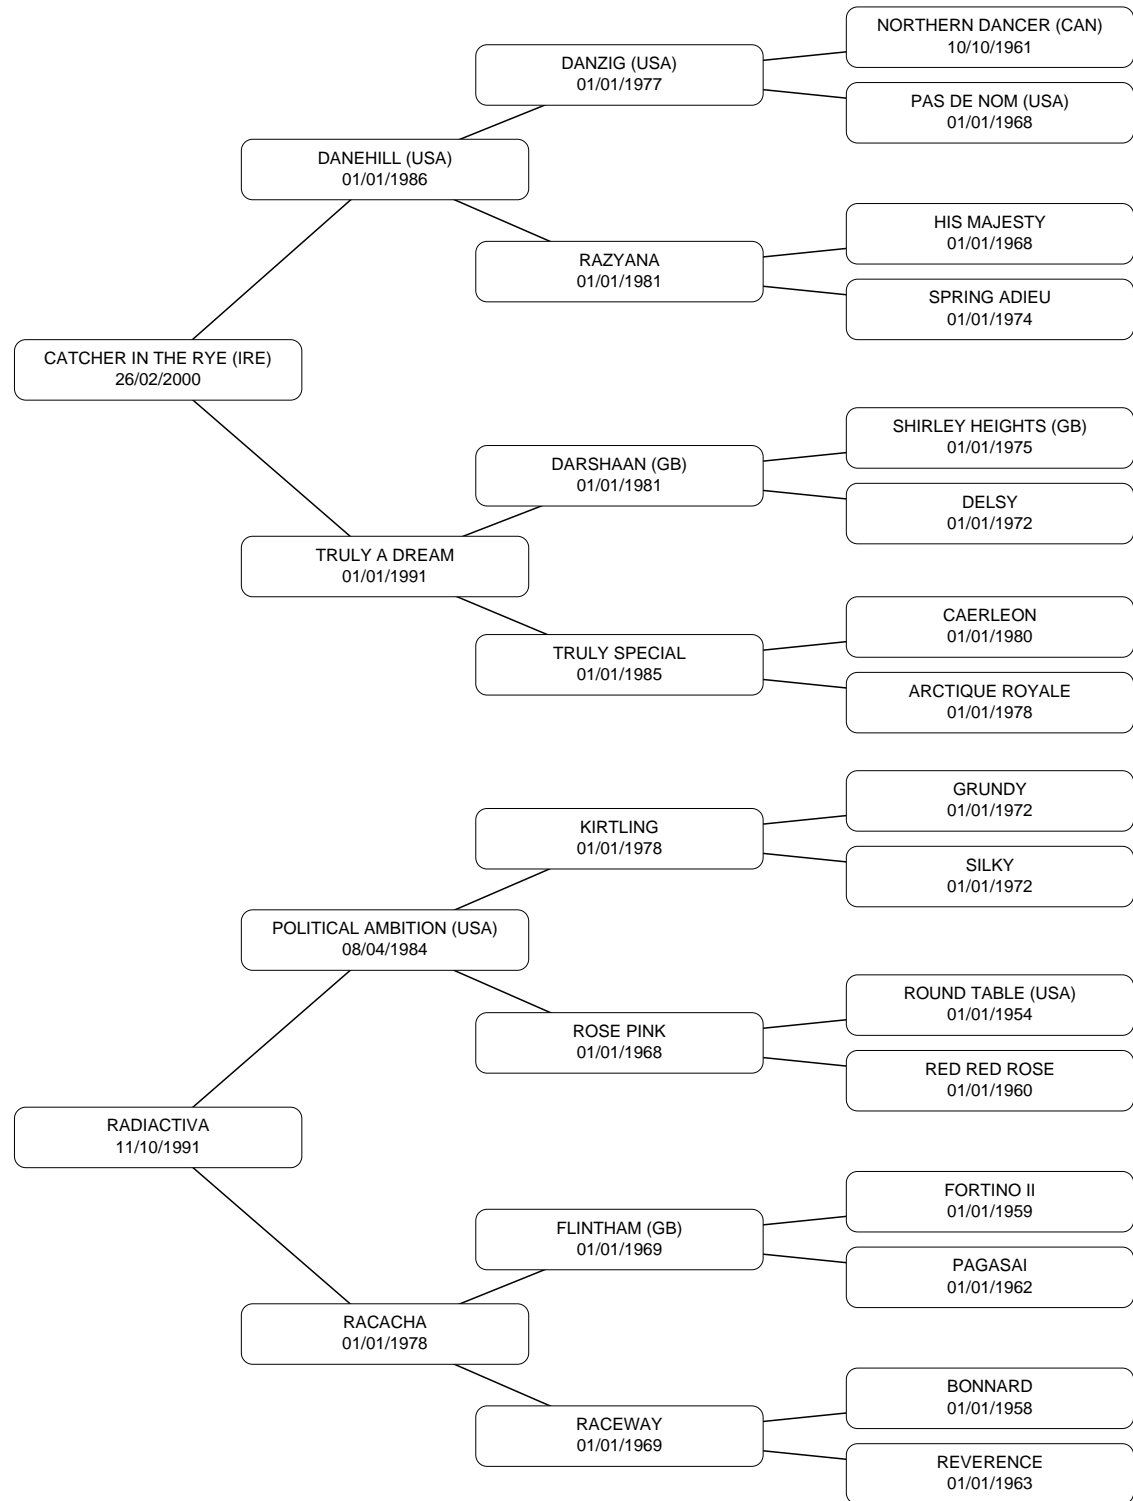 NORTHERN DANCER (CAN)
10/10/1961
DANZIG (USA)
01/01/1977
PAS DE NOM (USA)
01/01/1968
DANEHILL (USA)
01/01/1986
HIS MAJESTY
01/01/1968
RAZYANA
01/01/1981
SPRING ADIEU
01/01/1974
CATCHER IN THE RYE (IRE)
26/02/2000
SHIRLEY HEIGHTS (GB)
01/01/1975
DARSHAAN (GB)
01/01/1981
DELSY
01/01/1972
TRULY A DREAM
01/01/1991
CAERLEON
01/01/1980
TRULY SPECIAL
01/01/1985
ARCTIQUE ROYALE
01/01/1978
GRUNDY
01/01/1972
KIRTLING
01/01/1978
SILKY
01/01/1972
POLITICAL AMBITION (USA)
08/04/1984
ROUND TABLE (USA)
01/01/1954
ROSE PINK
01/01/1968
RED RED ROSE
01/01/1960
RADIACTIVA
11/10/1991
FORTINO II
01/01/1959
FLINTHAM (GB)
01/01/1969
PAGASAI
01/01/1962
RACACHA
01/01/1978
BONNARD
01/01/1958
RACEWAY
01/01/1969
REVERENCE
01/01/1963